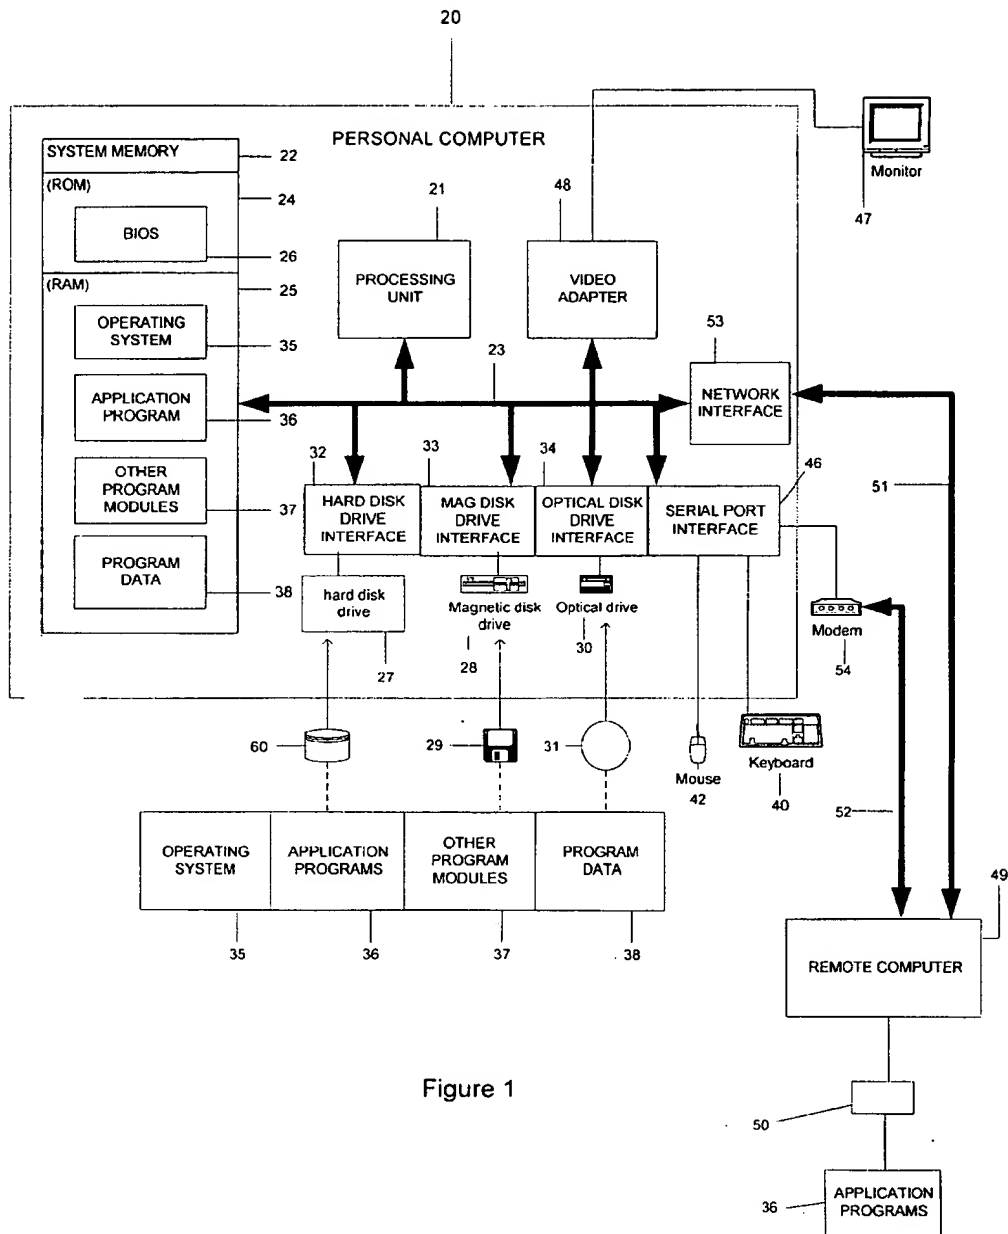 20
PERSONAL COMPUTER
SYSTEM MEMORY
22
(ROM)
24
BIOS
26
(RAM)
25
OPERATING
SYSTEM
35
APPLICATION
PROGRAM
36
OTHER
PROGRAM
MODULES
37
PROGRAM
DATA
38
21
PROCESSING
UNIT
48
VIDEO
ADAPTER
Monitor
47
23
53
NETWORK
INTERFACE
32
HARD DISK
DRIVE
INTERFACE
33
MAG DISK
DRIVE
INTERFACE
34
OPTICAL DISK
DRIVE
INTERFACE
46
SERIAL PORT
INTERFACE
51
hard disk
drive
27
Magnetic disk
drive
28
Optical drive
30
Modem
54
60
29
31
Mouse
42
Keyboard
40
52
OPERATING
SYSTEM
APPLICATION
PROGRAMS
OTHER
PROGRAM
MODULES
PROGRAM
DATA
35
36
37
38
49
REMOTE COMPUTER
50
36
APPLICATION
PROGRAMS
Figure 1